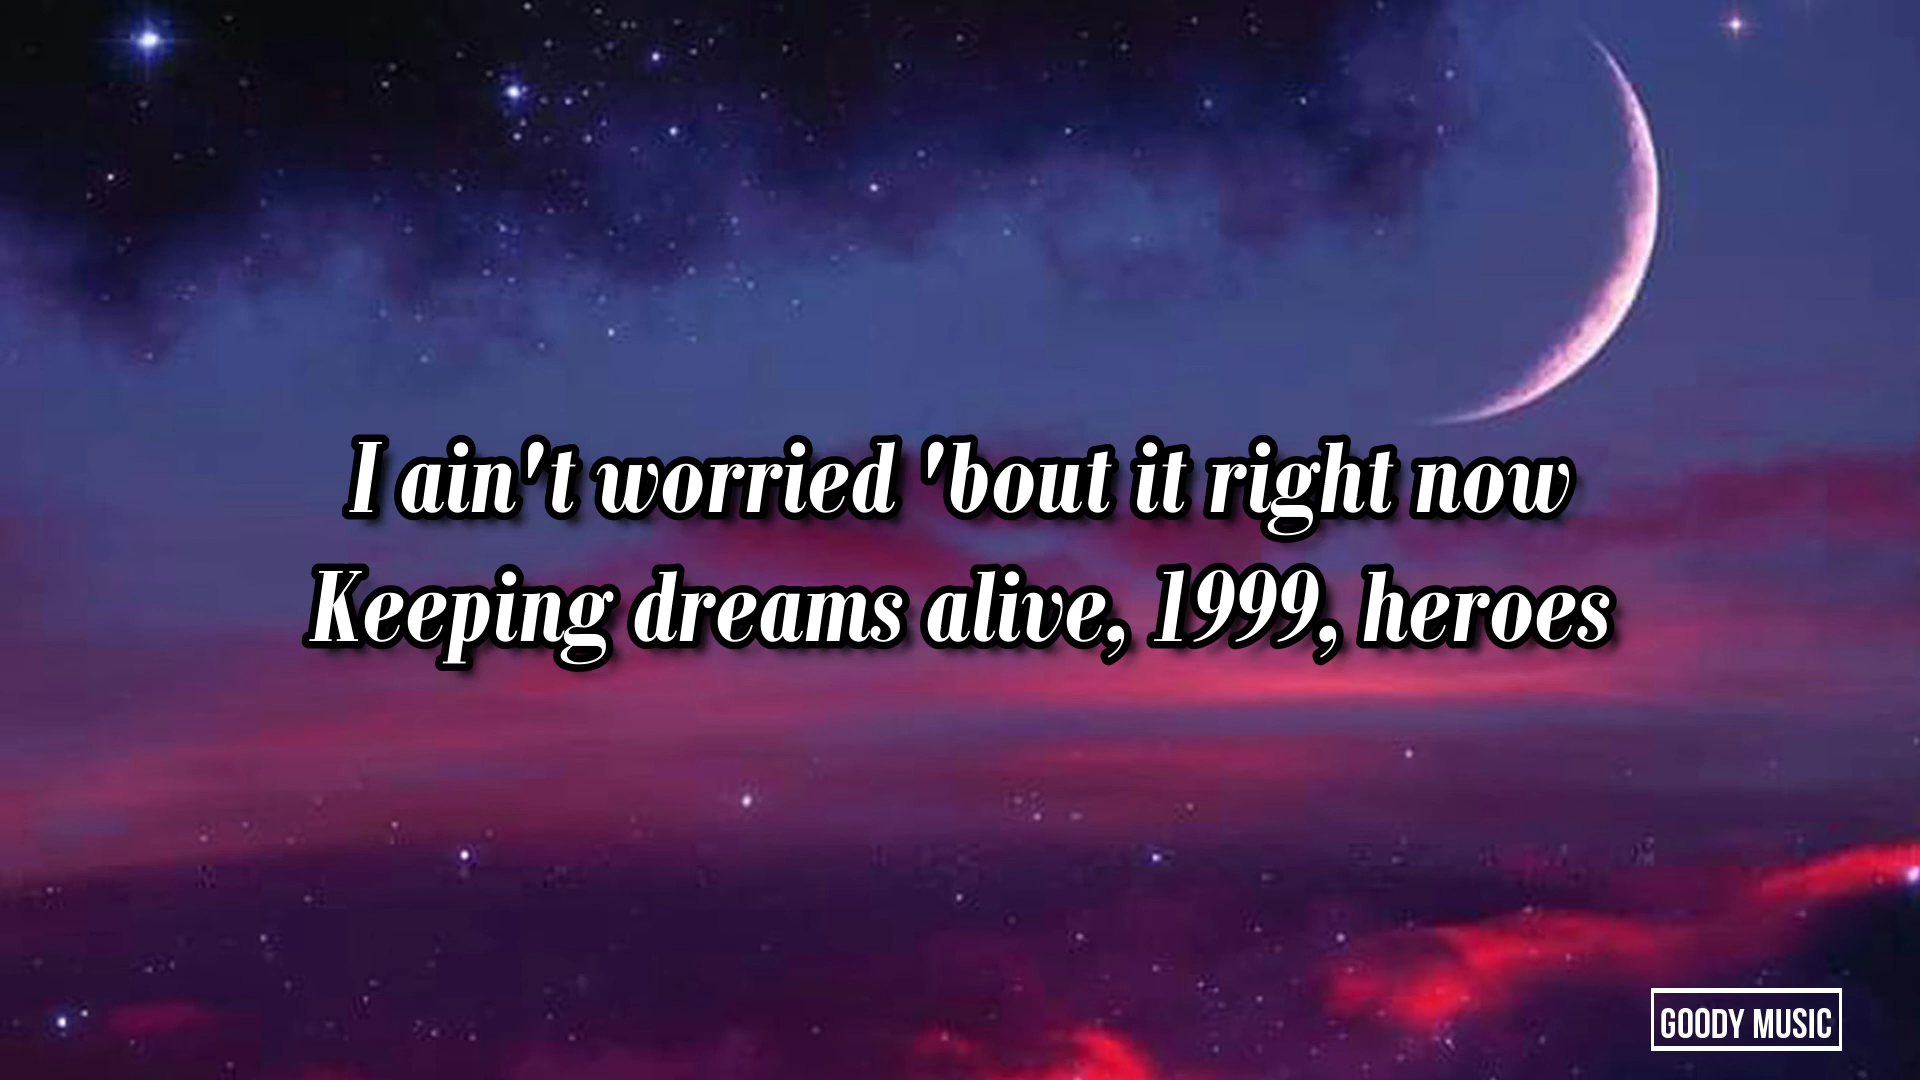 I ain't worried 'bout it right now
Keeping dreams alive, 1999, heroes
GOODY MUSIC